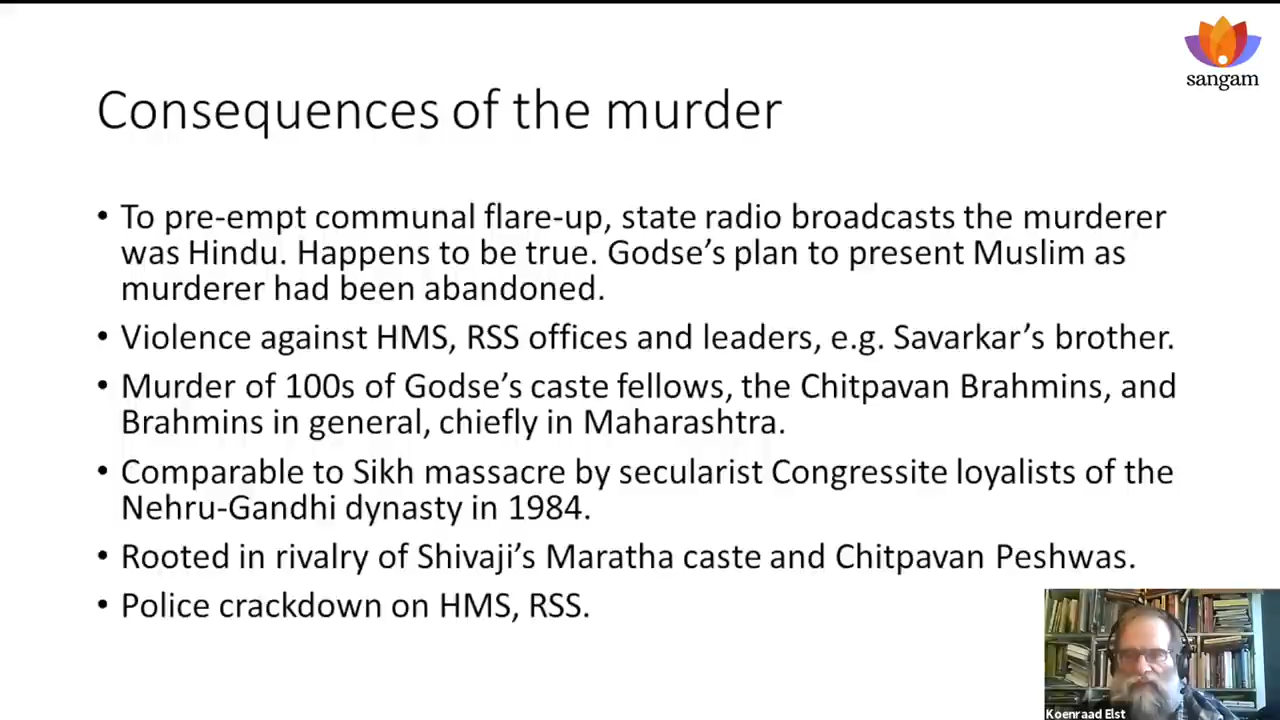 sangam
Consequences of the murder
• To pre-empt communal flare-up, state radio broadcasts the murderer
was Hindu. Happens to be true. Godse's plan to present Muslim as
murderer had been abandoned.
• Violence against HMS, RSS offices and leaders, e.g. Savarkar's brother.
• Murder of 100s of Godse's caste fellows, the Chitpavan Brahmins, and
Brahmins in general, chiefly in Maharashtra.
• Comparable to Sikh massacre by secularist Congressite loyalists of the
Nehru-Gandhi dynasty in 1984.
• Rooted in rivalry of Shivaji's Maratha caste and Chitpavan Peshwas.
• Police crackdown on HMS, RSS.
Koenraad Elst